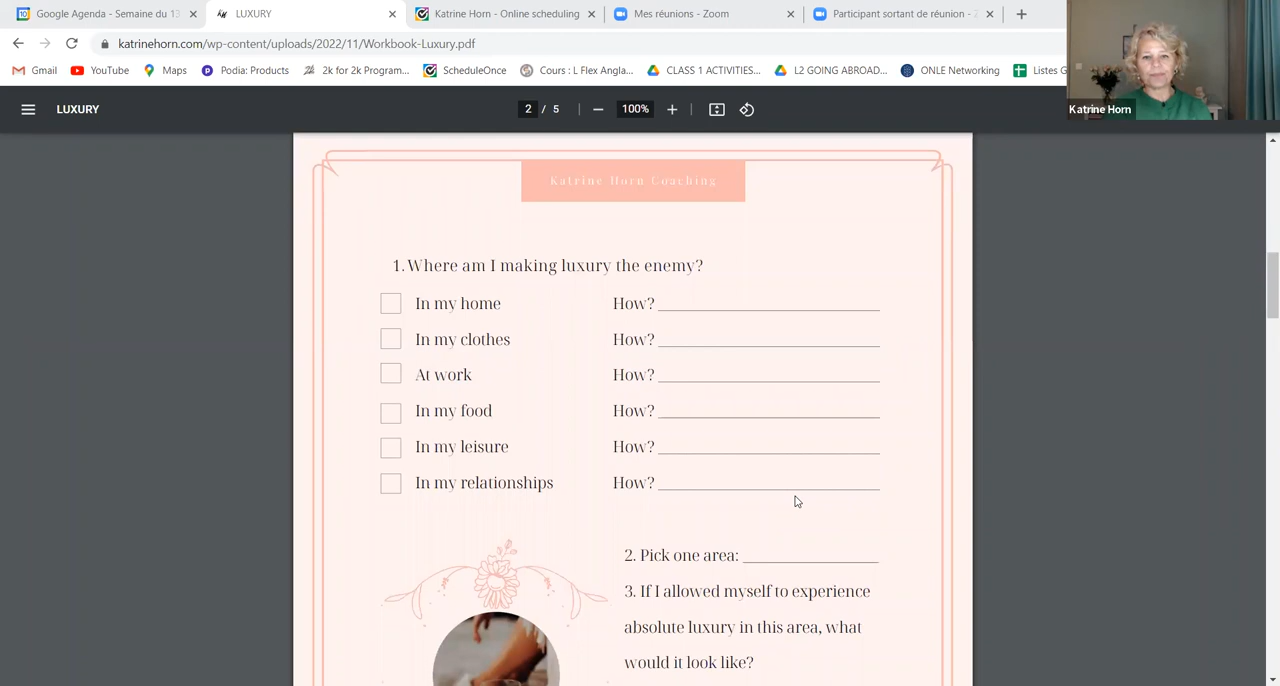 Google Agenda - Semaine du 13
LUXURY
Katrine Horn - Online scheduling
Mes réunions - Zoom
Participant sortant de réunion - Z
katrinehorn.com/wp-content/uploads/2022/11/Workbook-Luxury.pdf
Gmail
YouTube
Maps
Podia: Products
2k for 2k Program...
ScheduleOnce
Cours : L Flex Angla...
CLASS 1 ACTIVITIES...
L2 GOING ABROAD...
ONLE Networking
Listes G
LUXURY
2 / 5
100%
Katrine Horn
Katrine Horn Coaching
1. Where am I making luxury the enemy?
In my home How?
In my clothes How?
At work How?
In my food How?
In my leisure How?
In my relationships How?
2. Pick one area:
3. If I allowed myself to experience
absolute luxury in this area, what
would it look like?